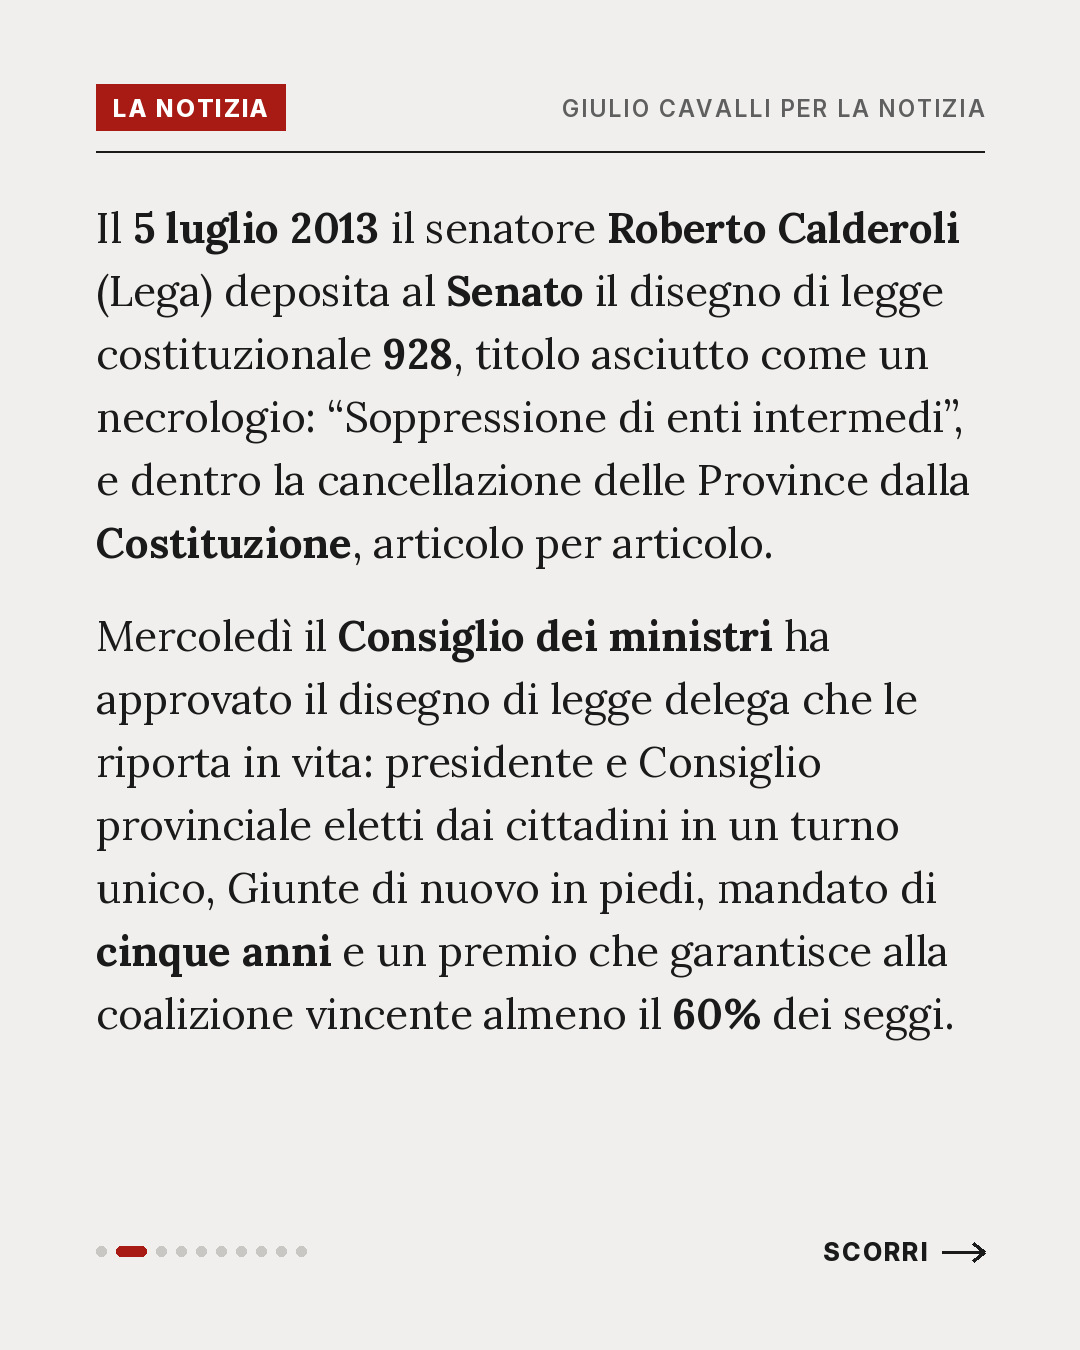 LA NOTIZIA
GIULIO CAVALLI PER LA NOTIZIA
Il 5 luglio 2013 il senatore Roberto Calderoli
(Lega) deposita al Senato il disegno di legge
costituzionale 928, titolo asciutto come un
necrologio: “Soppressione di enti intermedi”,
e dentro la cancellazione delle Province dalla
Costituzione, articolo per articolo.
Mercoledì il Consiglio dei ministri ha
approvato il disegno di legge delega che le
riporta in vita: presidente e Consiglio
provinciale eletti dai cittadini in un turno
unico, Giunte di nuovo in piedi, mandato di
cinque anni e un premio che garantisce alla
coalizione vincente almeno il 60% dei seggi.
SCORRI